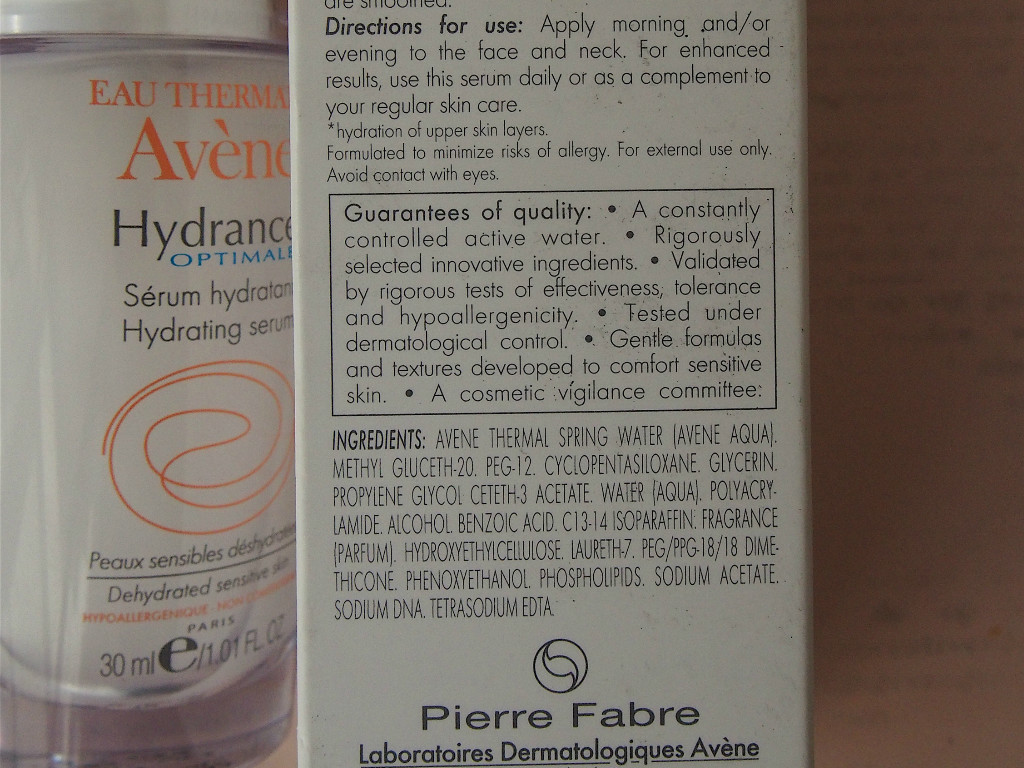 EAU THERMA
Avène
Hydrance
OPTIMALE
Sérum hydratan
Hydrating serum
Peaux sensibles déshydraté
Dehydrated sensitive skin
HYPOALLERGÉNIQUE - NON
PARIS
30 ml e/1.01 FL. OZ
are smoothed.
Directions for use: Apply morning and/or
evening to the face and neck. For enhanced
results, use this serum daily or as a complement to
your regular skin care.
*hydration of upper skin layers.
Formulated to minimize risks of allergy. For external use only.
Avoid contact with eyes.
Guarantees of quality: • A constantly
controlled active water. • Rigorously
selected innovative ingredients. • Validated
by rigorous tests of effectiveness, tolerance
and hypoallergenicity. • Tested under
dermatological control. • Gentle formulas
and textures developed to comfort sensitive
skin. • A cosmetic vigilance committee.
INGREDIENTS: AVENE THERMAL SPRING WATER (AVENE AQUA).
METHYL GLUCETH-20. PEG-12. CYCLOPENTASILOXANE. GLYCERIN.
PROPYLENE GLYCOL CETETH-3 ACETATE. WATER (AQUA). POLYACRY-
LAMIDE. ALCOHOL. BENZOIC ACID. C13-14 ISOPARAFFIN. FRAGRANCE
(PARFUM). HYDROXYETHYLCELLULOSE. LAURETH-7. PEG/PPG-18/18 DIME-
THICONE. PHENOXYETHANOL. PHOSPHOLIPIDS. SODIUM ACETATE.
SODIUM DNA. TETRASODIUM EDTA.
Pierre Fabre
Laboratoires Dermatologiques Avène